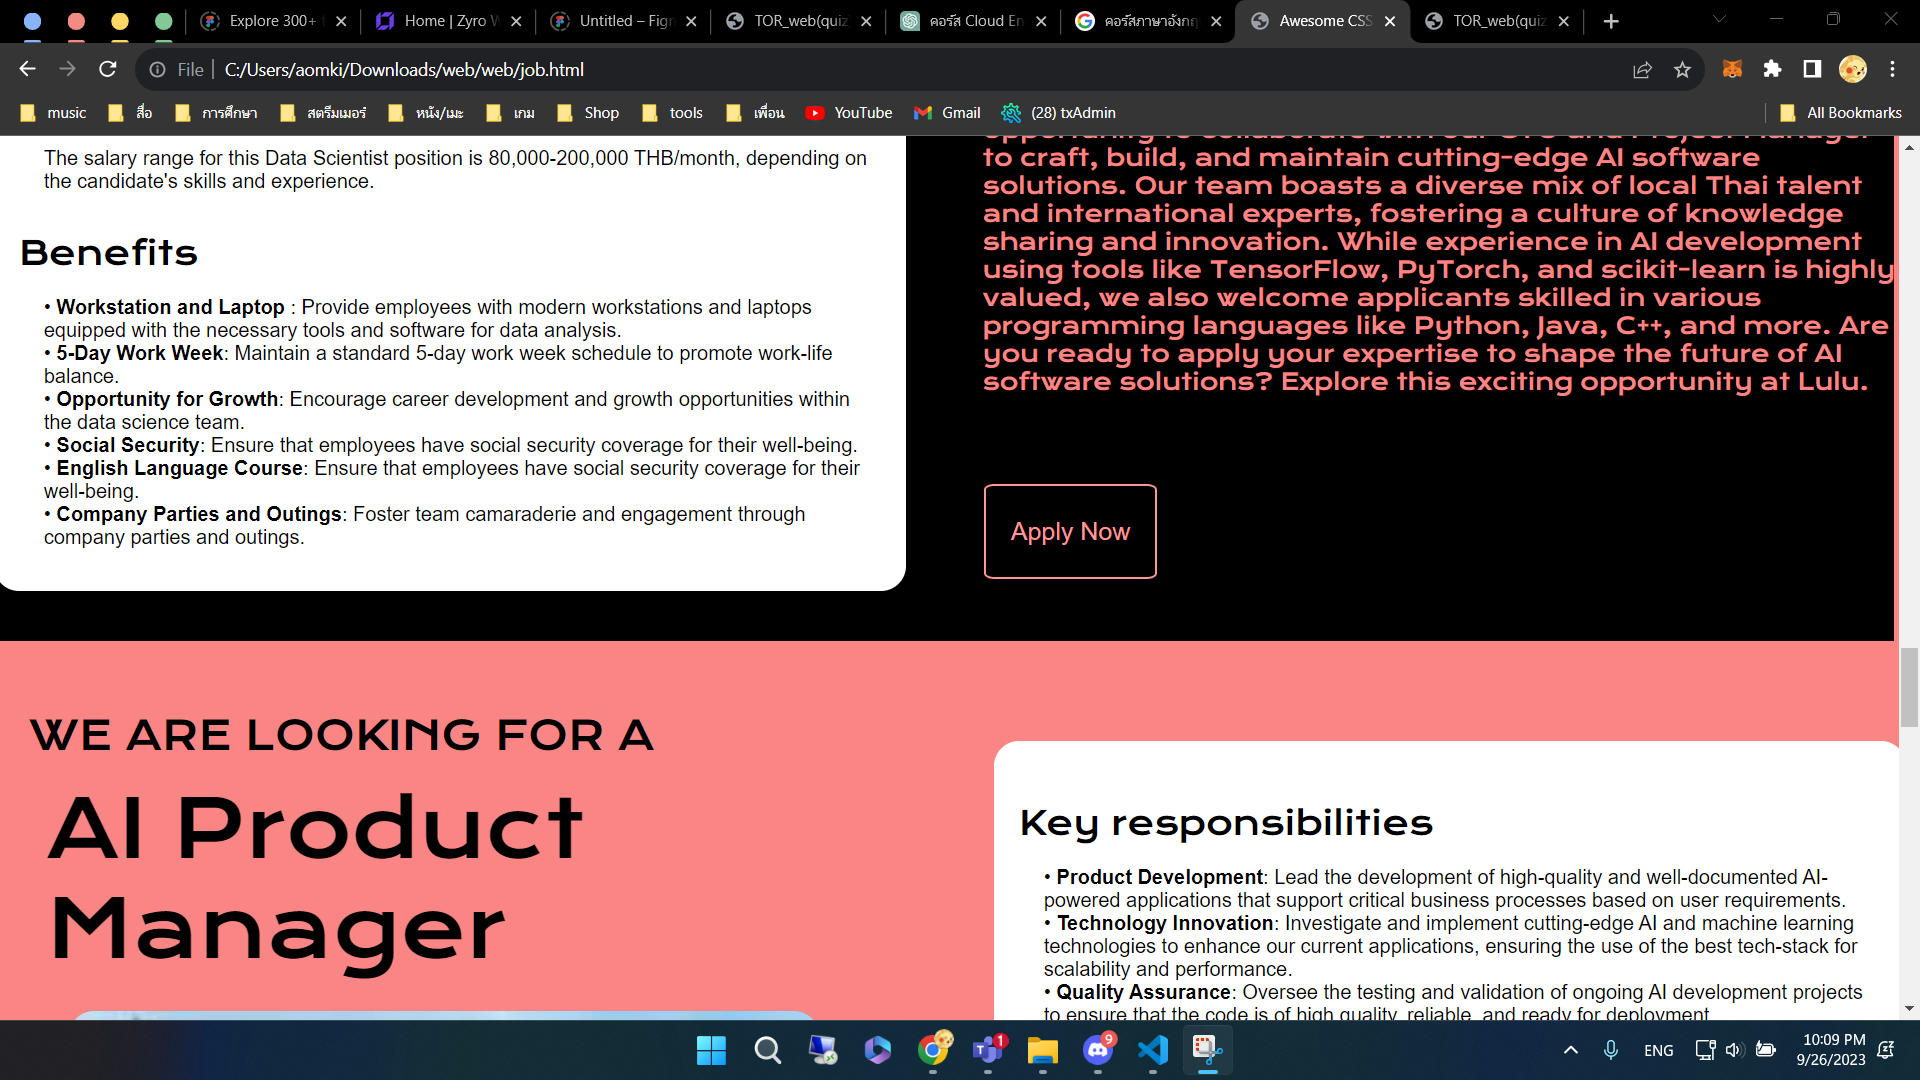 Explore 300+
Home | Zyro W
Untitled – Fign
TOR_web(quiz
คอร์ส Cloud En
คอร์สภาษาอังกฤ
Awesome CSS
TOR_web(quiz
File
C:/Users/aomki/Downloads/web/web/job.html
music
สื่อ
การศึกษา
สตรีมเมอร์
หนัง/เมะ
เกม
Shop
tools
เพื่อน
YouTube
Gmail
(28) txAdmin
All Bookmarks
The salary range for this Data Scientist position is 80,000-200,000 THB/month, depending on
the candidate's skills and experience.
Benefits
• Workstation and Laptop : Provide employees with modern workstations and laptops
equipped with the necessary tools and software for data analysis.
• 5-Day Work Week: Maintain a standard 5-day work week schedule to promote work-life
balance.
• Opportunity for Growth: Encourage career development and growth opportunities within
the data science team.
• Social Security: Ensure that employees have social security coverage for their well-being.
• English Language Course: Ensure that employees have social security coverage for their
well-being.
• Company Parties and Outings: Foster team camaraderie and engagement through
company parties and outings.
opportunity to collaborate with our CTO and Project Manager
to craft, build, and maintain cutting-edge AI software
solutions. Our team boasts a diverse mix of local Thai talent
and international experts, fostering a culture of knowledge
sharing and innovation. While experience in AI development
using tools like TensorFlow, PyTorch, and scikit-learn is highly
valued, we also welcome applicants skilled in various
programming languages like Python, Java, C++, and more. Are
you ready to apply your expertise to shape the future of AI
software solutions? Explore this exciting opportunity at Lulu.
Apply Now
WE ARE LOOKING FOR A
AI Product
Manager
Key responsibilities
• Product Development: Lead the development of high-quality and well-documented AI-
powered applications that support critical business processes based on user requirements.
• Technology Innovation: Investigate and implement cutting-edge AI and machine learning
technologies to enhance our current applications, ensuring the use of the best tech-stack for
scalability and performance.
• Quality Assurance: Oversee the testing and validation of ongoing AI development projects
to ensure that the code is of high quality, reliable, and ready for deployment
1
9
ENG
10:09 PM
9/26/2023